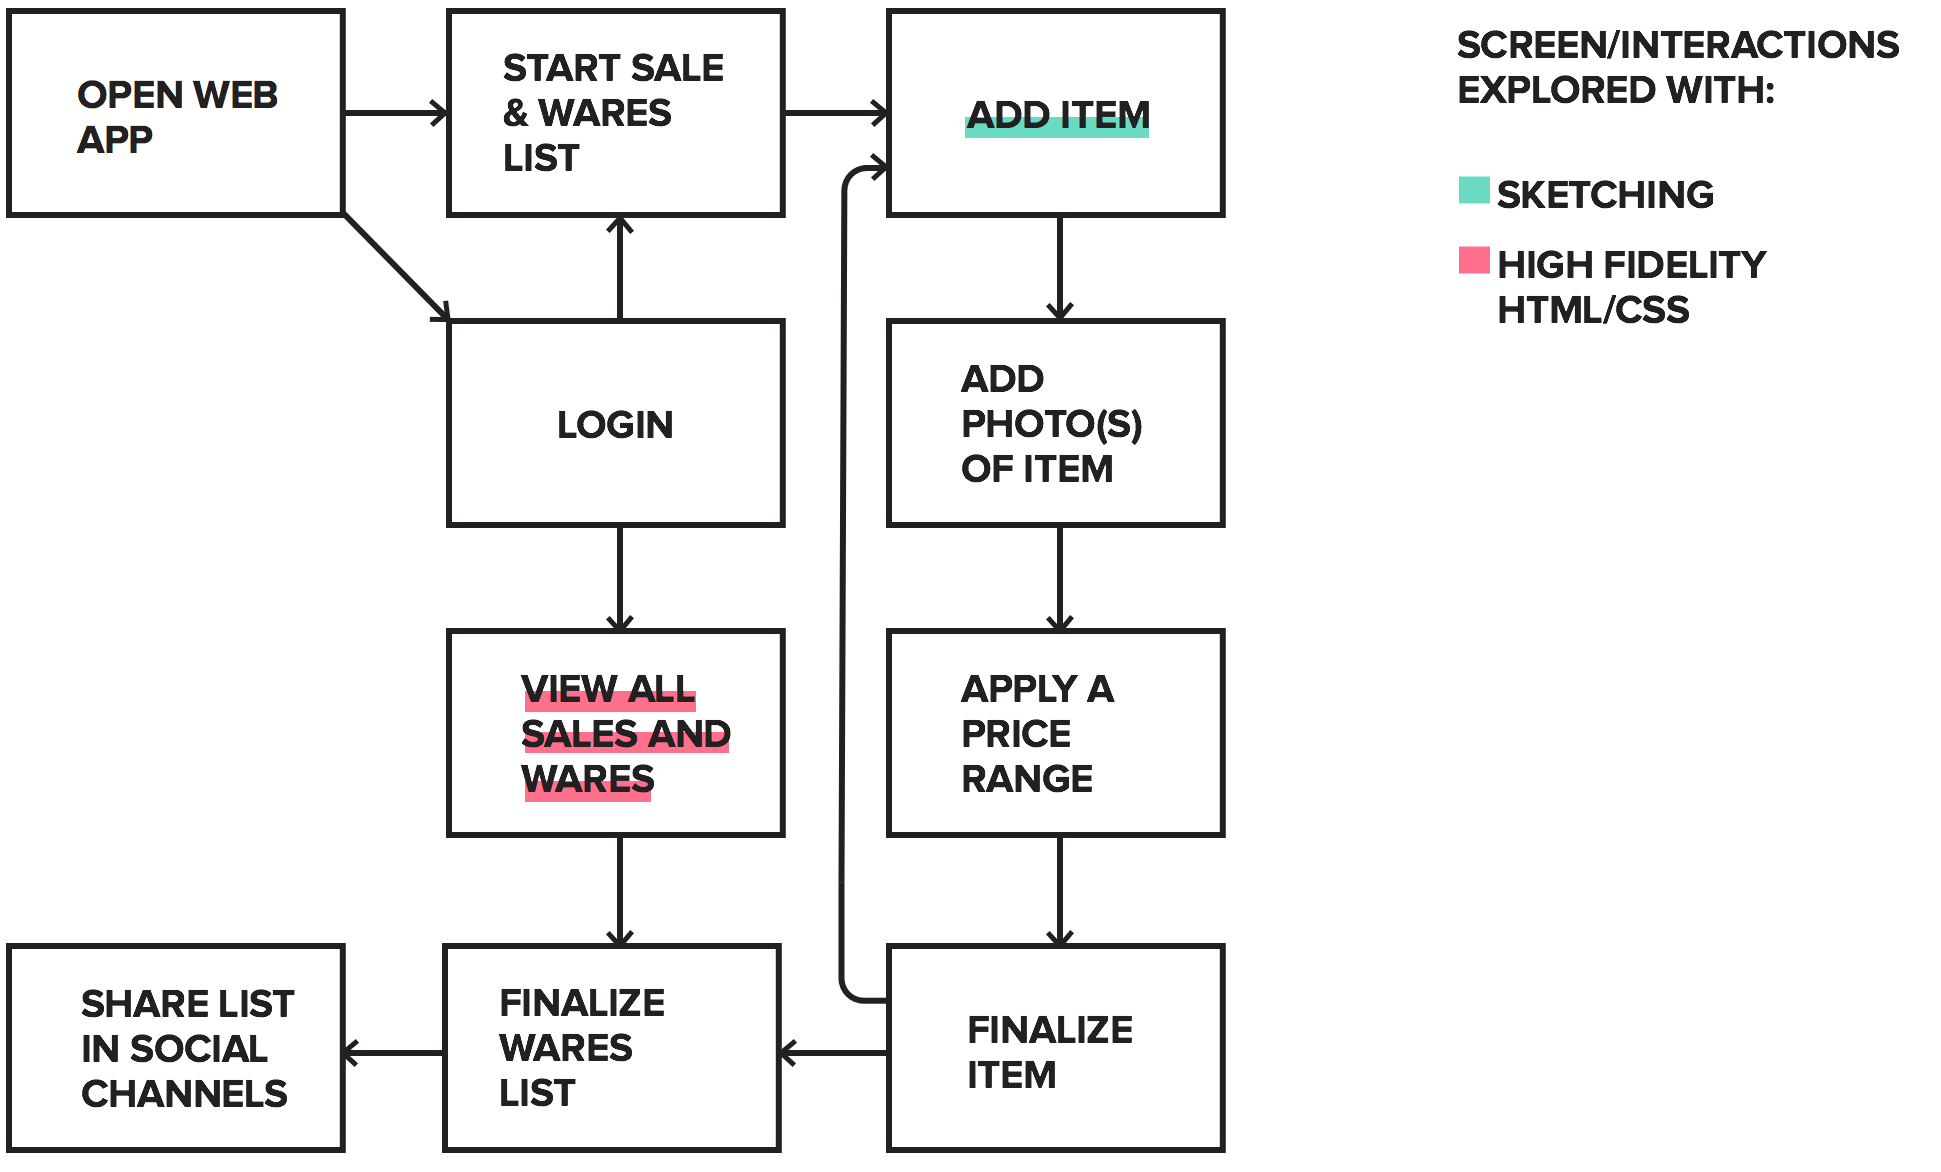 OPEN WEB
APP
START SALE
& WARES
LIST
ADD ITEM
SCREEN/INTERACTIONS
EXPLORED WITH:
SKETCHING
HIGH FIDELITY
HTML/CSS
LOGIN
ADD
PHOTO(S)
OF ITEM
VIEW ALL
SALES AND
WARES
APPLY A
PRICE
RANGE
SHARE LIST
IN SOCIAL
CHANNELS
FINALIZE
WARES
LIST
FINALIZE
ITEM